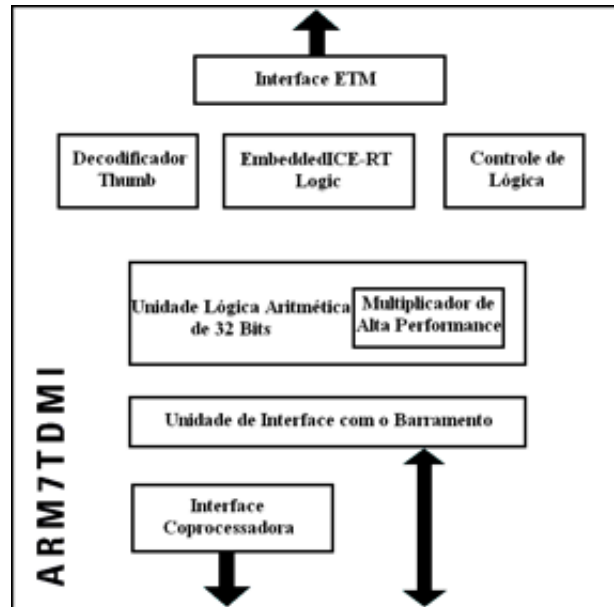 Interface ETM
Decodificador
Thumb
EmbeddedICE-RT
Logic
Controle de
Lógica
Unidade Lógica Aritmética
de 32 Bits
Multiplicador de
Alta Performance
Unidade de Interface com o Barramento
Interface
Coprocessadora
ARM7TDMI